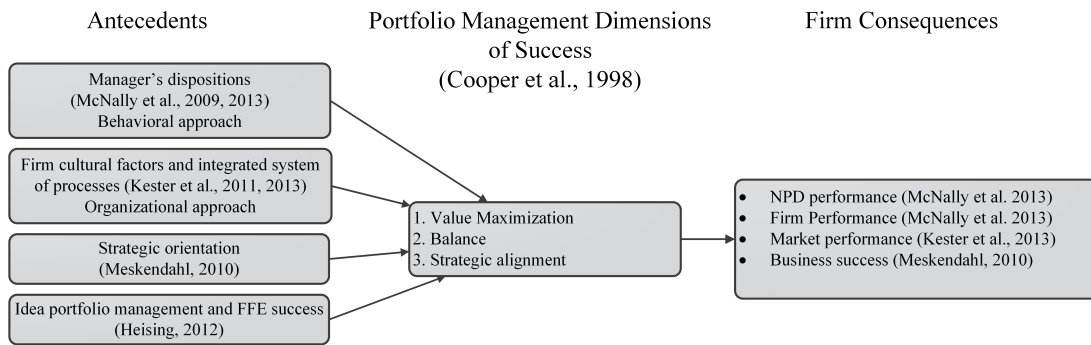 Antecedents
Portfolio Management Dimensions
of Success
(Cooper et al., 1998)
Firm Consequences
Manager's dispositions
(McNally et al., 2009, 2013)
Behavioral approach
Firm cultural factors and integrated system
of processes (Kester et al., 2011, 2013)
Organizational approach
Strategic orientation
(Meskendahl, 2010)
Idea portfolio management and FFE success
(Heising, 2012)
1. Value Maximization
2. Balance
3. Strategic alignment
• NPD performance (McNally et al. 2013)
• Firm Performance (McNally et al. 2013)
• Market performance (Kester et al., 2013)
• Business success (Meskendahl, 2010)